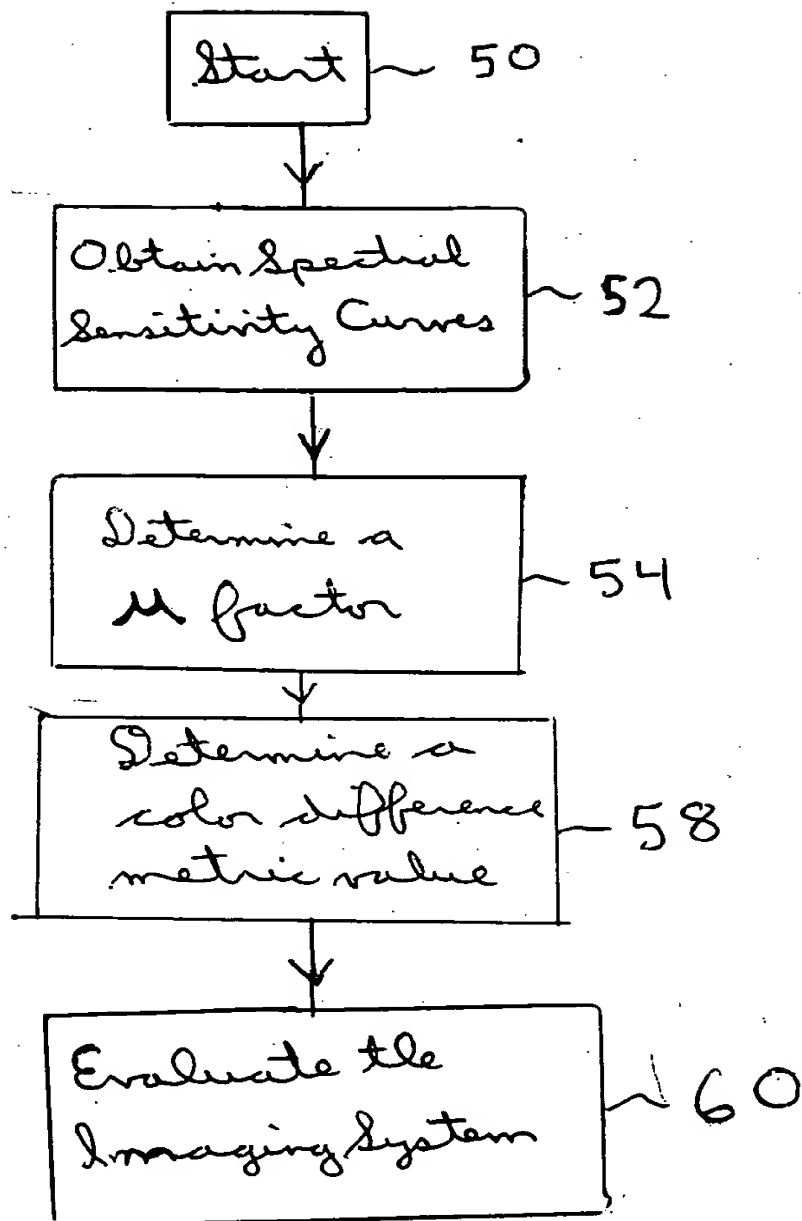 Start 50
Obtain Spectral
Sensitivity Curves 52
Determine a
μ factor 54
Determine a
color difference
metric value 58
Evaluate the
Imaging System 60